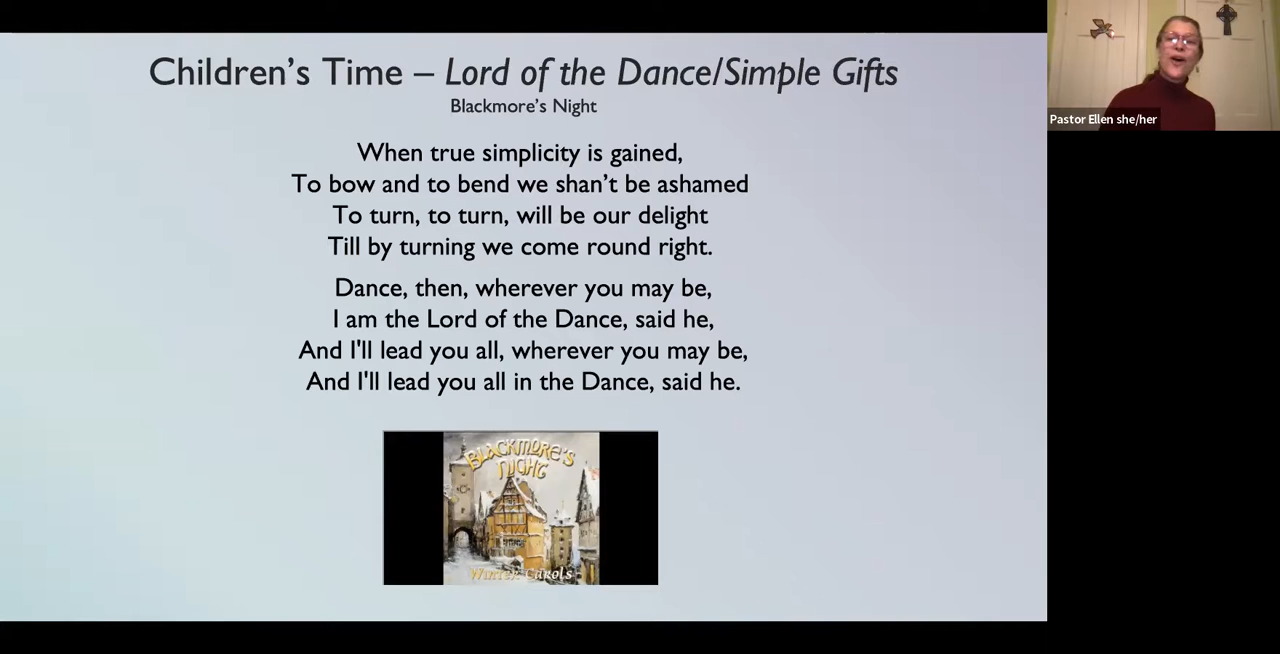 Children's Time – Lord of the Dance/Simple Gifts
Blackmore's Night
When true simplicity is gained,
To bow and to bend we shan't be ashamed
To turn, to turn, will be our delight
Till by turning we come round right.
Dance, then, wherever you may be,
I am the Lord of the Dance, said he,
And I'll lead you all, wherever you may be,
And I'll lead you all in the Dance, said he.
BLACKMORE'S
NIGHT
Winter Carols
Pastor Ellen she/her